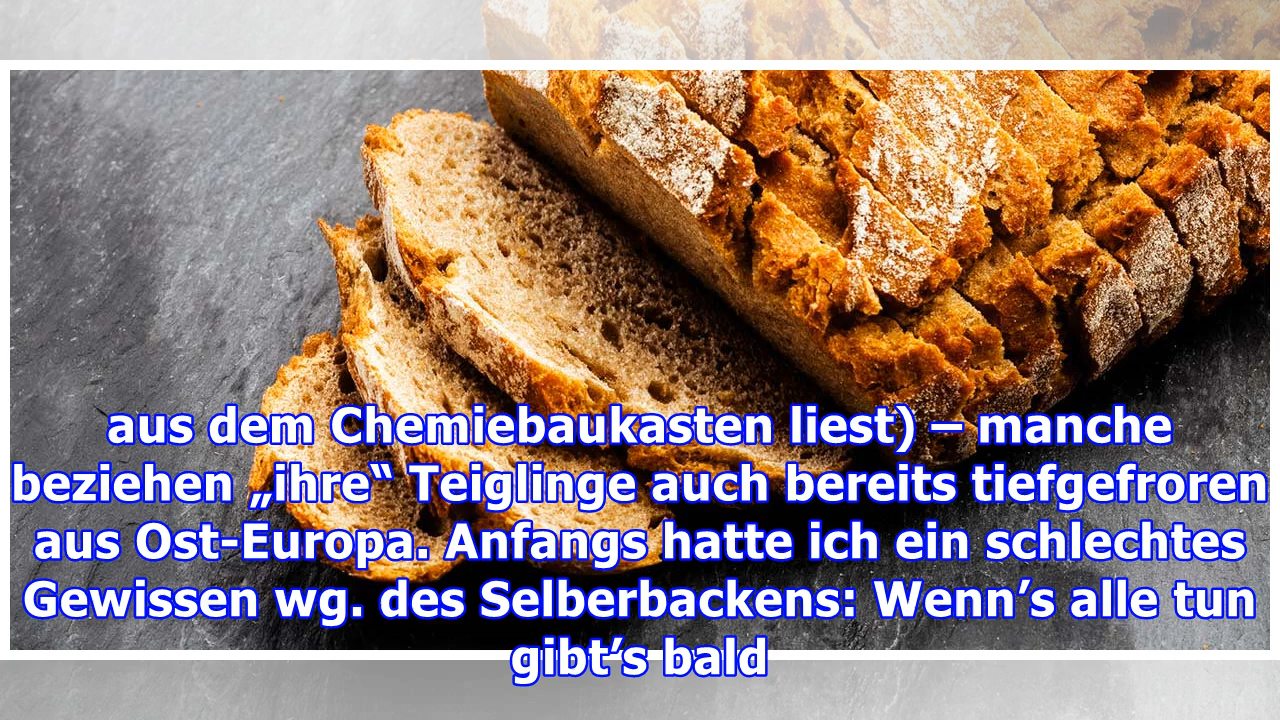 aus dem Chemiebaukasten liest) – manche
beziehen „ihre“ Teiglinge auch bereits tiefgefroren
aus Ost-Europa. Anfangs hatte ich ein schlechtes
Gewissen wg. des Selberbackens: Wenn’s alle tun
gibt’s bald